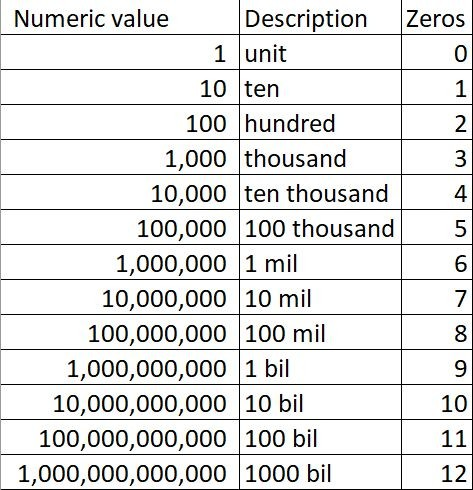 Numeric value Description Zeros
1 unit 0
10 ten 1
100 hundred 2
1,000 thousand 3
10,000 ten thousand 4
100,000 100 thousand 5
1,000,000 1 mil 6
10,000,000 10 mil 7
100,000,000 100 mil 8
1,000,000,000 1 bil 9
10,000,000,000 10 bil 10
100,000,000,000 100 bil 11
1,000,000,000,000 1000 bil 12